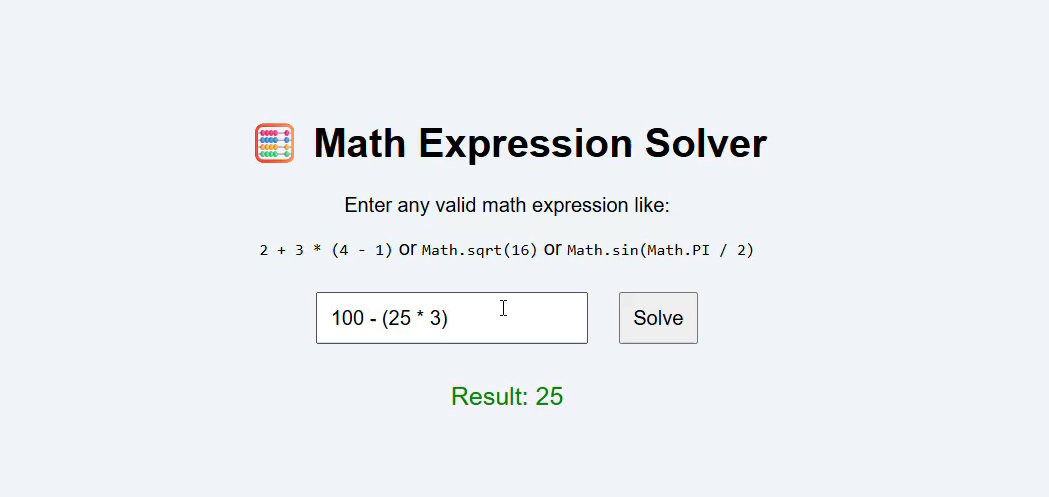 Math Expression Solver
Enter any valid math expression like:
2 + 3 * (4 - 1) or Math.sqrt(16) or Math.sin(Math.PI / 2)
100 - (25 * 3) Solve
Result: 25